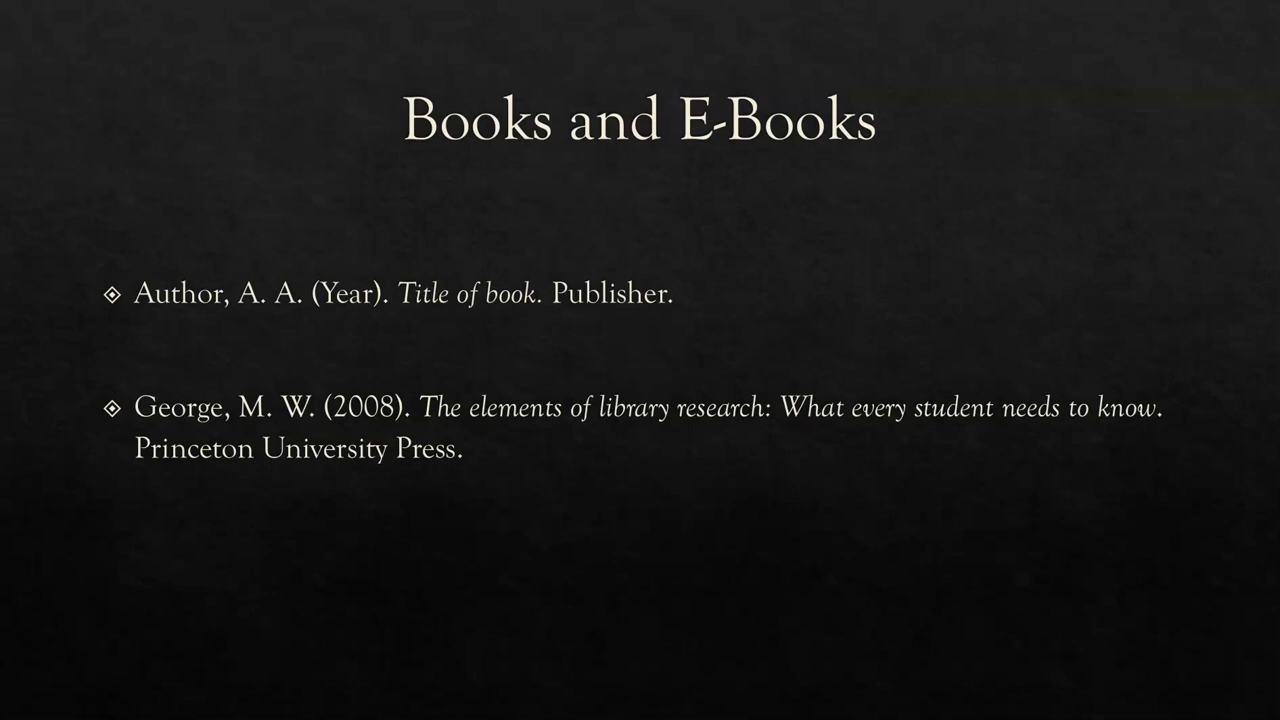 Books and E-Books
Author, A. A. (Year). Title of book. Publisher.
George, M. W. (2008). The elements of library research: What every student needs to know.
Princeton University Press.